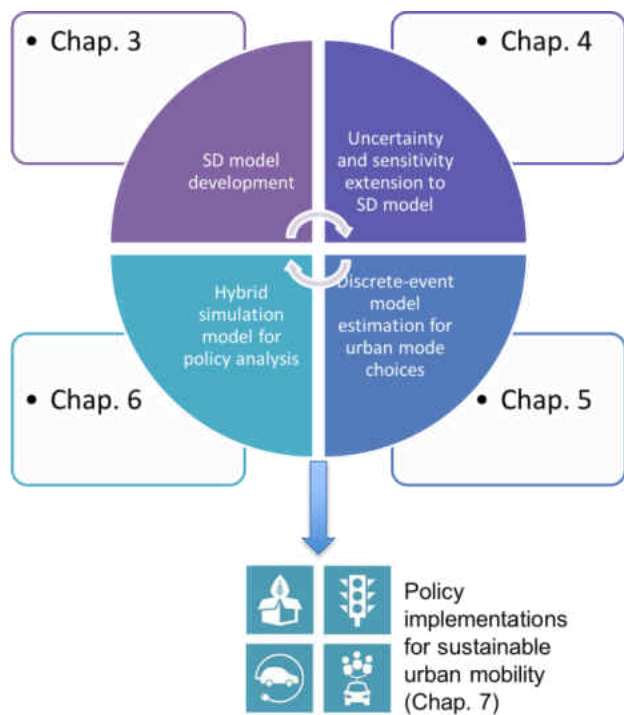 • Chap. 3
• Chap. 4
SD model
development
Uncertainty
and sensitivity
extension to
SD model
Hybrid
simulation
model for
policy analysis
Discrete-event
model
estimation for
urban mode
choices
• Chap. 6
• Chap. 5
Policy
implementations
for sustainable
urban mobility
(Chap. 7)